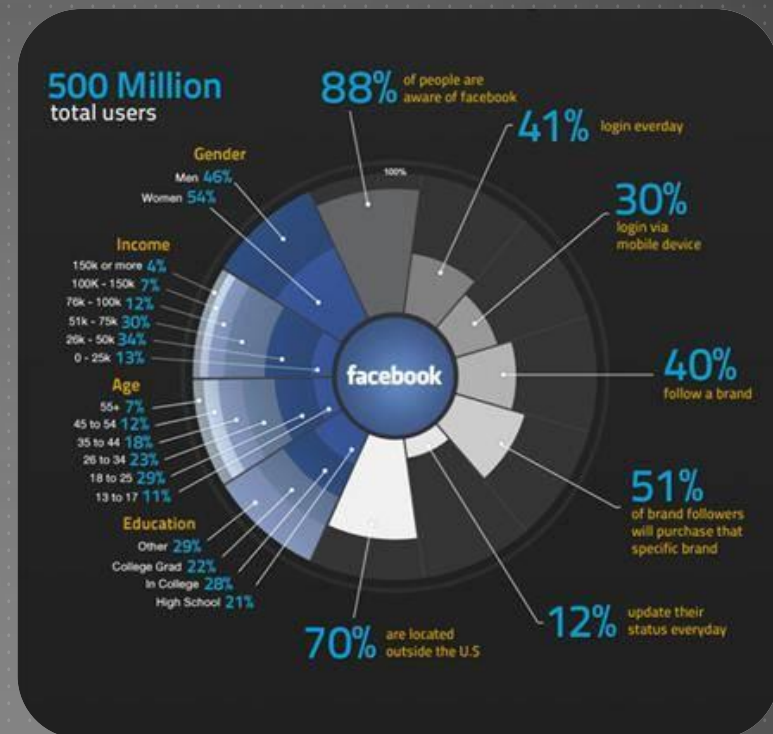 500 Million
total users
88% of people are
aware of facebook
41% login everday
100%
30%
login via
mobile device
40%
follow a brand
51%
of brand followers
will purchase that
specific brand
12% update their
status everyday
70% are located
outside the U.S
Gender
Men 46%
Women 54%
Income
150k or more 4%
100K - 150k 7%
76k - 100k 12%
51k - 75k 30%
26k - 50k 34%
0 - 25k 13%
Age
55+ 7%
45 to 54 12%
35 to 44 18%
26 to 34 23%
18 to 25 29%
13 to 17 11%
Education
Other 29%
College Grad 22%
In College 28%
High School 21%
facebook